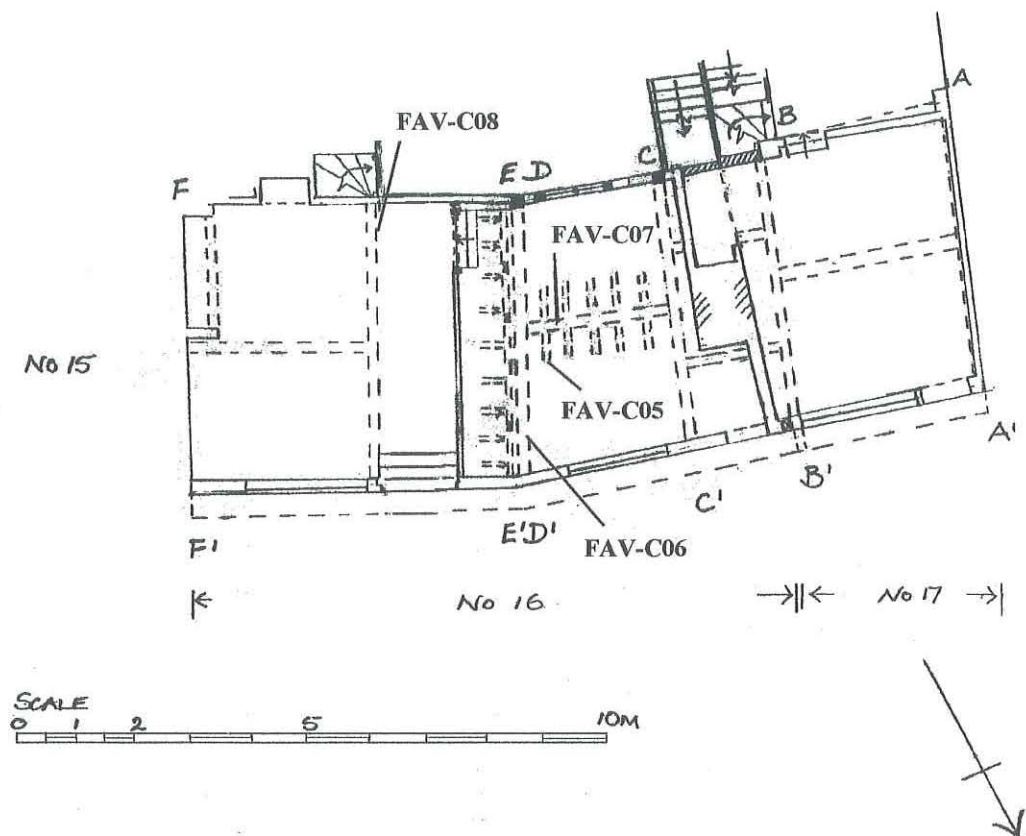 A
FAV-C08
B
C
F
E D
FAV-C07
No 15
FAV-C05
A'
B'
C'
E'D'
F'
FAV-C06
No 16
No 17
SCALE
0 1 2 5 10M